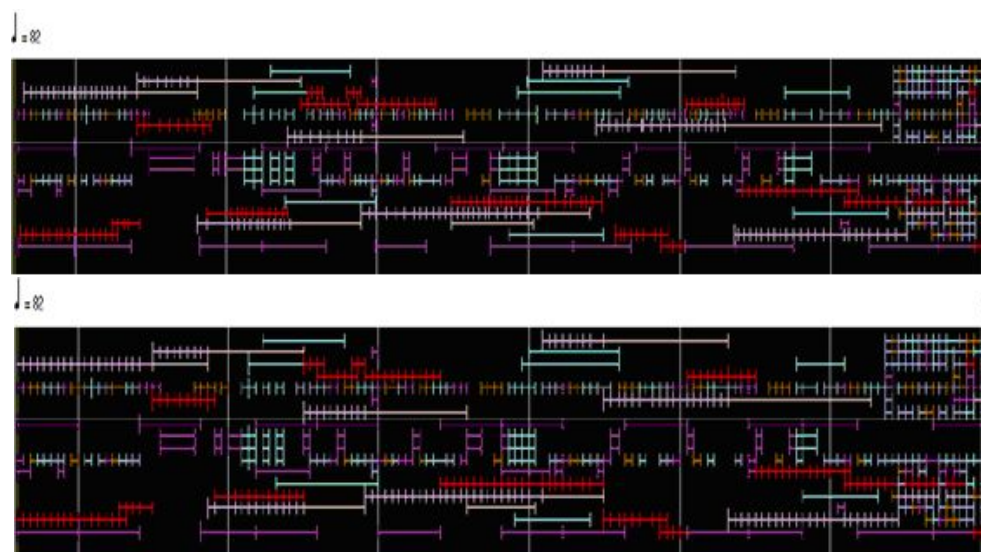 ♩ = 82
♩ = 82